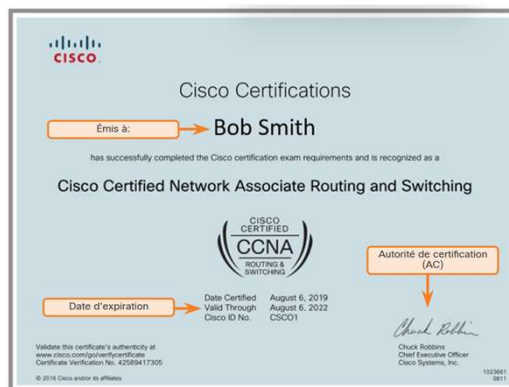 CISCO
Cisco Certifications
Émis à:
Bob Smith
has successfully completed the Cisco certification exam requirements and is recognized as a
Cisco Certified Network Associate Routing and Switching
CISCO
CERTIFIED
CCNA
ROUTING &
SWITCHING
Autorité de certification
(AC)
Date d'expiration
Date Certified August 6, 2019
Valid Through August 6, 2022
Cisco ID No. CSCO1
Chuck Robbins
Validate this certificate's authenticity at
www.cisco.com/go/verifycertificate
Certificate Verification No. 42589417305
Chuck Robbins
Chief Executive Officer
Cisco Systems, Inc.
© 2016 Cisco and/or its affiliates
1023661
0811